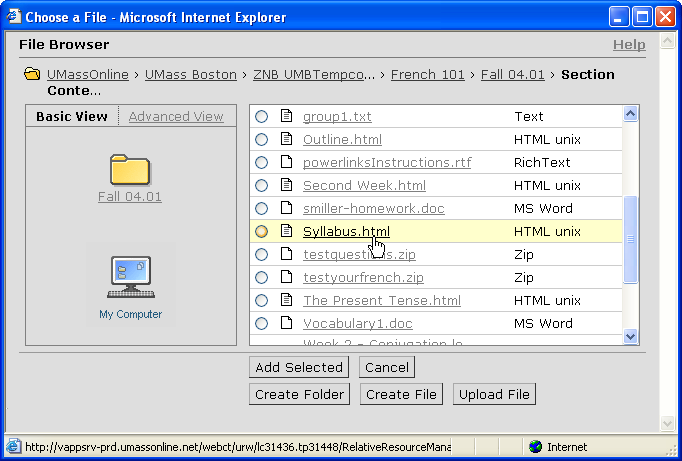 Choose a File - Microsoft Internet Explorer
File Browser
Help
UMassOnline › UMass Boston › ZNB UMBTempco... › French 101 › Fall 04.01 › Section
Conte...
Basic View
Advanced View
Fall 04.01
My Computer
group1.txt Text
Outline.html HTML unix
powerlinksInstructions.rtf RichText
Second Week.html HTML unix
smiller-homework.doc MS Word
Syllabus.html HTML unix
testquestions.zip Zip
testyourfrench.zip Zip
The Present Tense.html HTML unix
Vocabulary1.doc MS Word
Week 2 - Conjugation le
Add Selected
Cancel
Create Folder
Create File
Upload File
http://vappsrv-prd.umassonline.net/webct/urw/lc31436.tp31448/RelativeResourceMana
Internet